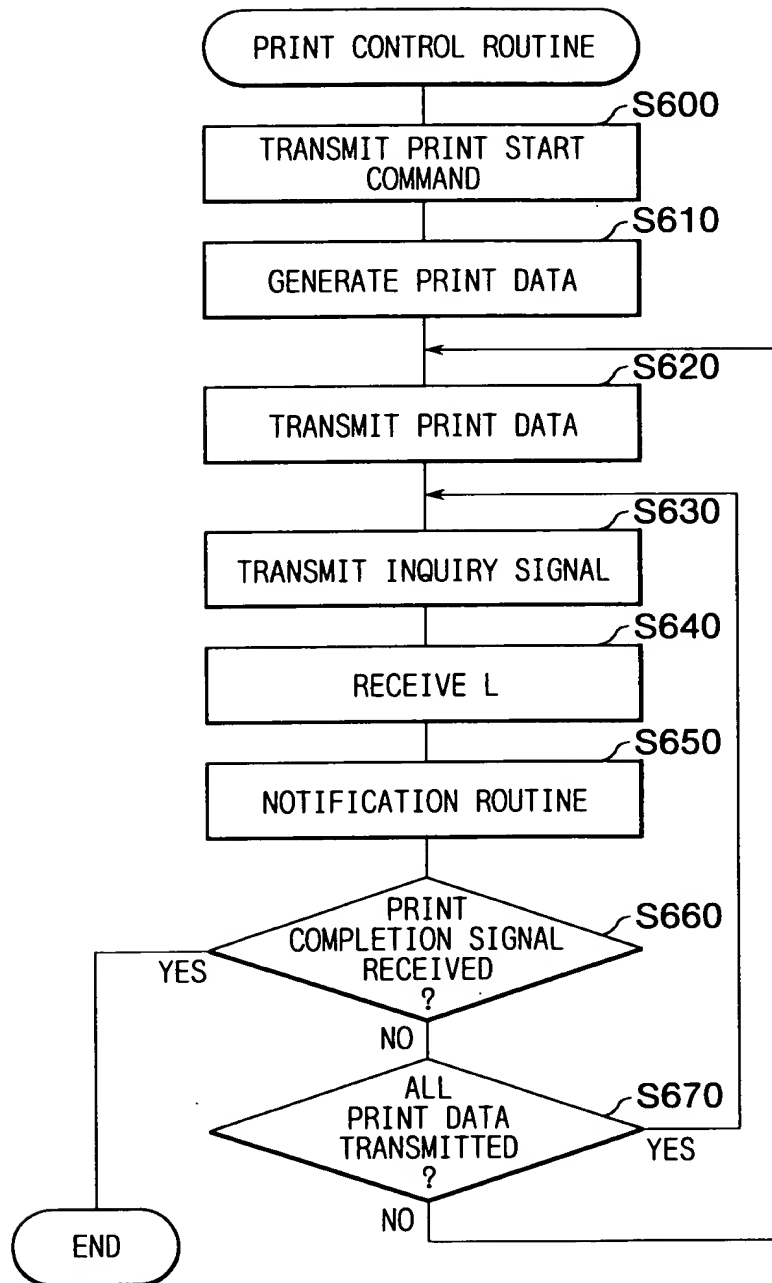 PRINT CONTROL ROUTINE
S600
TRANSMIT PRINT START
COMMAND
S610
GENERATE PRINT DATA
S620
TRANSMIT PRINT DATA
S630
TRANSMIT INQUIRY SIGNAL
S640
RECEIVE L
S650
NOTIFICATION ROUTINE
S660
PRINT
COMPLETION SIGNAL
RECEIVED
?
YES
NO
S670
ALL
PRINT DATA
TRANSMITTED
?
YES
NO
END